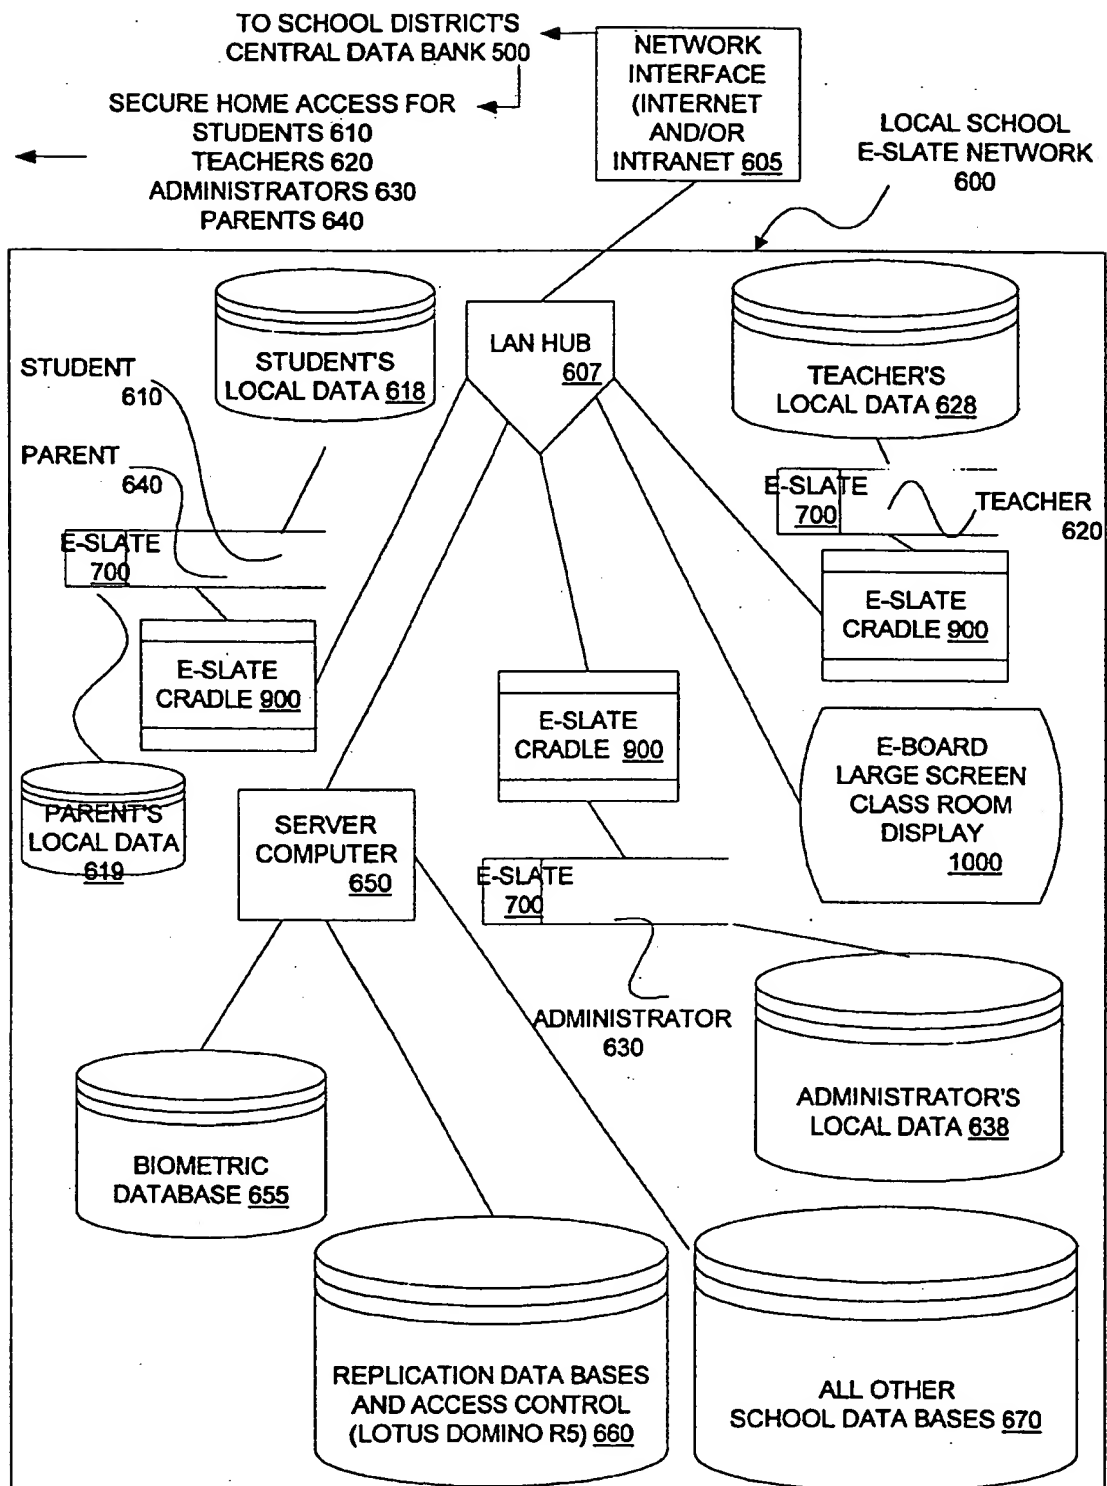 TO SCHOOL DISTRICT'S
CENTRAL DATA BANK 500
NETWORK
INTERFACE
(INTERNET
AND/OR
INTRANET 605
SECURE HOME ACCESS FOR
STUDENTS 610
TEACHERS 620
ADMINISTRATORS 630
PARENTS 640
LOCAL SCHOOL
E-SLATE NETWORK
600
STUDENT'S
LOCAL DATA 618
LAN HUB
607
TEACHER'S
LOCAL DATA 628
STUDENT
610
PARENT
640
E-SLATE
700
TEACHER
620
E-SLATE
700
E-SLATE
CRADLE 900
E-SLATE
CRADLE 900
E-SLATE
CRADLE 900
PARENT'S
LOCAL DATA
619
SERVER
COMPUTER
650
E-BOARD
LARGE SCREEN
CLASS ROOM
DISPLAY
1000
E-SLATE
700
ADMINISTRATOR
630
ADMINISTRATOR'S
LOCAL DATA 638
BIOMETRIC
DATABASE 655
REPLICATION DATA BASES
AND ACCESS CONTROL
(LOTUS DOMINO R5) 660
ALL OTHER
SCHOOL DATA BASES 670